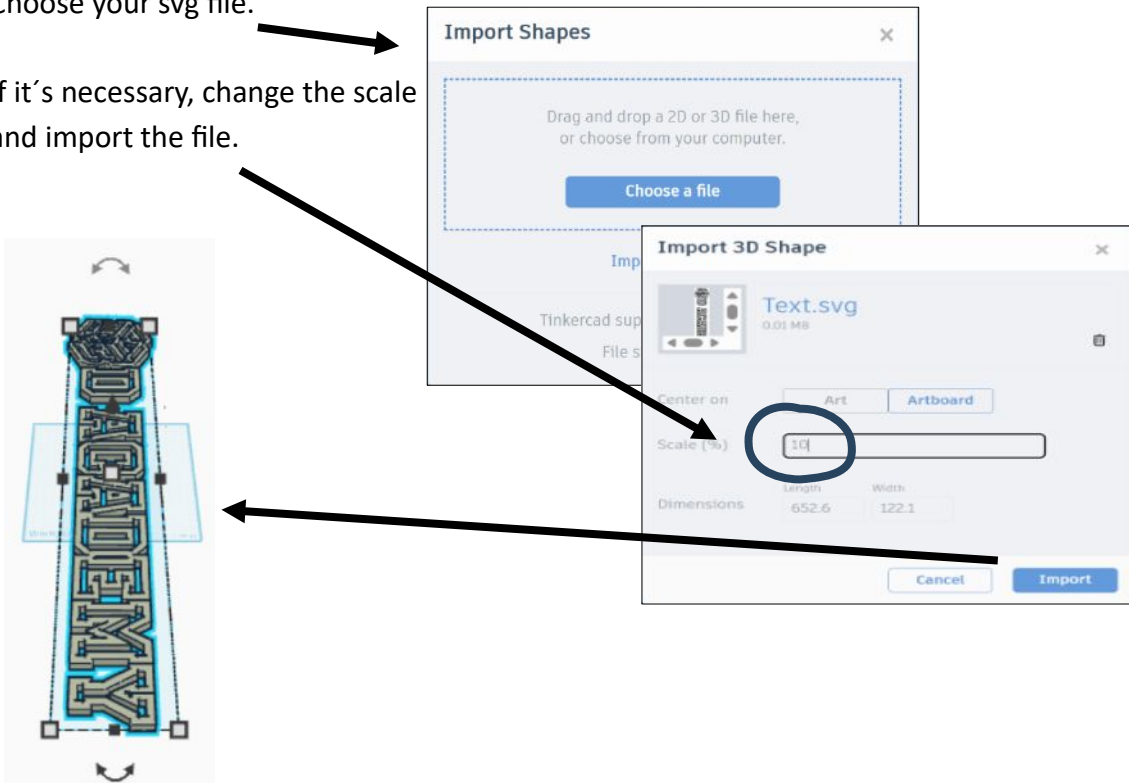 Choose your svg file.
f it´s necessary, change the scale
and import the file.
Import Shapes
Drag and drop a 2D or 3D file here,
or choose from your computer.
Choose a file
Imp
Tinkercad sup
File s
Import 3D Shape
Text.svg
0.01 MB
Center on Art Artboard
Scale (%) 10
Length Width
Dimensions 652.6 122.1
Cancel Import
ACADEMY